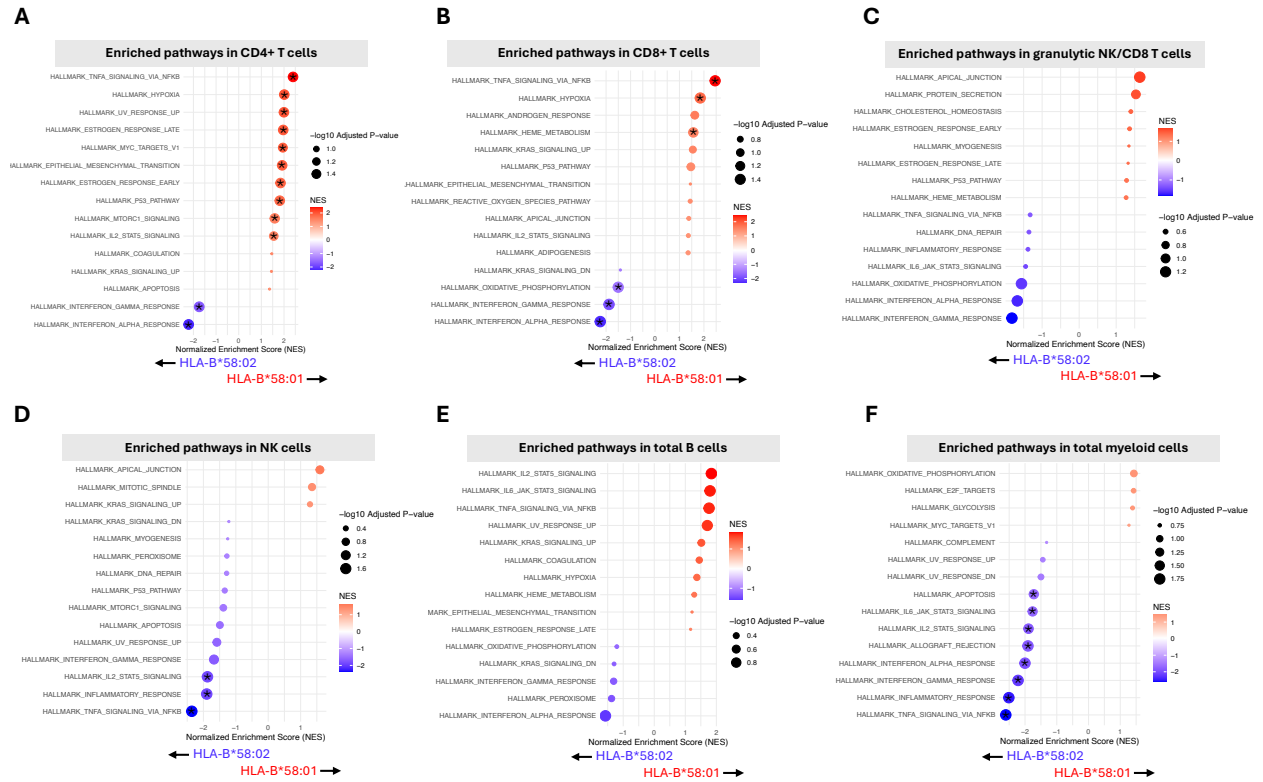 A
Enriched pathways in CD4+ T cells
HALLMARK_TNFA_SIGNALING_VIA_NFKB
HALLMARK_HYPOXIA
HALLMARK_UV_RESPONSE_UP
HALLMARK_ESTROGEN_RESPONSE_LATE
HALLMARK_MYC_TARGETS_V1
HALLMARK_EPITHELIAL_MESENCHYMAL_TRANSITION
HALLMARK_ESTROGEN_RESPONSE_EARLY
HALLMARK_P53_PATHWAY
HALLMARK_MTORC1_SIGNALING
HALLMARK_IL2_STAT5_SIGNALING
HALLMARK_COAGULATION
HALLMARK_KRAS_SIGNALING_UP
HALLMARK_APOPTOSIS
HALLMARK_INTERFERON_GAMMA_RESPONSE
HALLMARK_INTERFERON_ALPHA_RESPONSE
−2 −1 0 1 2
Normalized Enrichment Score (NES)
HLA-B*58:02
HLA-B*58:01
−log10 Adjusted P-value
1.0
1.2
1.4
NES
2
1
0
−1
−2
B
Enriched pathways in CD8+ T cells
HALLMARK_TNFA_SIGNALING_VIA_NFKB
HALLMARK_HYPOXIA
HALLMARK_ANDROGEN_RESPONSE
HALLMARK_HEME_METABOLISM
HALLMARK_KRAS_SIGNALING_UP
HALLMARK_P53_PATHWAY
HALLMARK_EPITHELIAL_MESENCHYMAL_TRANSITION
HALLMARK_REACTIVE_OXYGEN_SPECIES_PATHWAY
HALLMARK_APICAL_JUNCTION
HALLMARK_IL2_STAT5_SIGNALING
HALLMARK_ADIPOGENESIS
HALLMARK_KRAS_SIGNALING_DN
HALLMARK_OXIDATIVE_PHOSPHORYLATION
HALLMARK_INTERFERON_GAMMA_RESPONSE
HALLMARK_INTERFERON_ALPHA_RESPONSE
−2 −1 0 1 2
Normalized Enrichment Score (NES)
HLA-B*58:02
HLA-B*58:01
−log10 Adjusted P-value
0.8
1.0
1.2
1.4
NES
2
1
0
−1
−2
C
Enriched pathways in granulytic NK/CD8 T cells
HALLMARK_APICAL_JUNCTION
HALLMARK_PROTEIN_SECRETION
HALLMARK_CHOLESTEROL_HOMEOSTASIS
HALLMARK_ESTROGEN_RESPONSE_EARLY
HALLMARK_MYOGENESIS
HALLMARK_ESTROGEN_RESPONSE_LATE
HALLMARK_P53_PATHWAY
HALLMARK_HEME_METABOLISM
HALLMARK_TNFA_SIGNALING_VIA_NFKB
HALLMARK_DNA_REPAIR
HALLMARK_INFLAMMATORY_RESPONSE
HALLMARK_IL6_JAK_STAT3_SIGNALING
HALLMARK_OXIDATIVE_PHOSPHORYLATION
HALLMARK_INTERFERON_ALPHA_RESPONSE
HALLMARK_INTERFERON_GAMMA_RESPONSE
−1 0 1
Normalized Enrichment Score (NES)
HLA-B*58:02
HLA-B*58:01
NES
1
0
−1
−log10 Adjusted P-value
0.6
0.8
1.0
1.2
D
Enriched pathways in NK cells
HALLMARK_APICAL_JUNCTION
HALLMARK_MITOTIC_SPINDLE
HALLMARK_KRAS_SIGNALING_UP
HALLMARK_KRAS_SIGNALING_DN
HALLMARK_MYOGENESIS
HALLMARK_PEROXISOME
HALLMARK_DNA_REPAIR
HALLMARK_P53_PATHWAY
HALLMARK_MTORC1_SIGNALING
HALLMARK_APOPTOSIS
HALLMARK_UV_RESPONSE_UP
HALLMARK_INTERFERON_GAMMA_RESPONSE
HALLMARK_IL2_STAT5_SIGNALING
HALLMARK_INFLAMMATORY_RESPONSE
HALLMARK_TNFA_SIGNALING_VIA_NFKB
−2 −1 0 1
Normalized Enrichment Score (NES)
HLA-B*58:02
HLA-B*58:01
−log10 Adjusted P-value
0.4
0.8
1.2
1.6
NES
1
0
−1
−2
E
Enriched pathways in total B cells
HALLMARK_IL2_STAT5_SIGNALING
HALLMARK_IL6_JAK_STAT3_SIGNALING
HALLMARK_TNFA_SIGNALING_VIA_NFKB
HALLMARK_UV_RESPONSE_UP
HALLMARK_KRAS_SIGNALING_UP
HALLMARK_COAGULATION
HALLMARK_HYPOXIA
HALLMARK_HEME_METABOLISM
MARK_EPITHELIAL_MESENCHYMAL_TRANSITION
HALLMARK_ESTROGEN_RESPONSE_LATE
HALLMARK_OXIDATIVE_PHOSPHORYLATION
HALLMARK_KRAS_SIGNALING_DN
HALLMARK_INTERFERON_GAMMA_RESPONSE
HALLMARK_PEROXISOME
HALLMARK_INTERFERON_ALPHA_RESPONSE
−1 0 1 2
Normalized Enrichment Score (NES)
HLA-B*58:02
HLA-B*58:01
NES
1
0
−1
−log10 Adjusted P-value
0.4
0.6
0.8
F
Enriched pathways in total myeloid cells
HALLMARK_OXIDATIVE_PHOSPHORYLATION
HALLMARK_E2F_TARGETS
HALLMARK_GLYCOLYSIS
HALLMARK_MYC_TARGETS_V1
HALLMARK_COMPLEMENT
HALLMARK_UV_RESPONSE_UP
HALLMARK_UV_RESPONSE_DN
HALLMARK_APOPTOSIS
HALLMARK_IL6_JAK_STAT3_SIGNALING
HALLMARK_IL2_STAT5_SIGNALING
HALLMARK_ALLOGRAFT_REJECTION
HALLMARK_INTERFERON_ALPHA_RESPONSE
HALLMARK_INTERFERON_GAMMA_RESPONSE
HALLMARK_INFLAMMATORY_RESPONSE
HALLMARK_TNFA_SIGNALING_VIA_NFKB
−2 −1 0 1
Normalized Enrichment Score (NES)
HLA-B*58:02
HLA-B*58:01
−log10 Adjusted P-value
0.75
1.00
1.25
1.50
1.75
NES
1
0
−1
−2